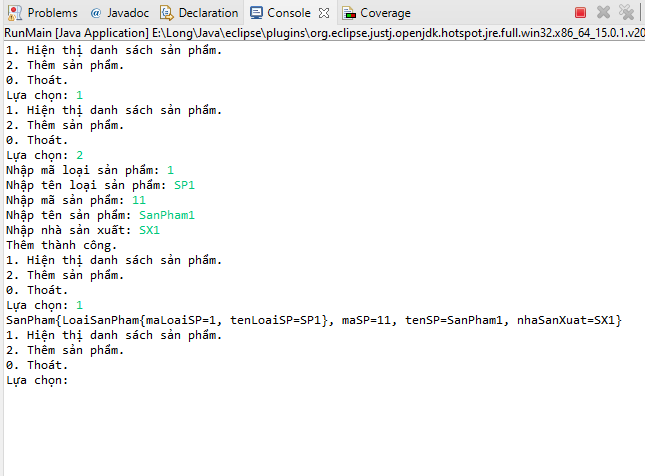 Problems @ Javadoc Declaration Console Coverage
RunMain [Java Application] E:\Long\Java\eclipse\plugins\org.eclipse.justj.openjdk.hotspot.jre.full.win32.x86_64_15.0.1.v20
1. Hiện thị danh sách sản phẩm.
2. Thêm sản phẩm.
0. Thoát.
Lựa chọn: 1
1. Hiện thị danh sách sản phẩm.
2. Thêm sản phẩm.
0. Thoát.
Lựa chọn: 2
Nhập mã loại sản phẩm: 1
Nhập tên loại sản phẩm: SP1
Nhập mã sản phẩm: 11
Nhập tên sản phẩm: SanPham1
Nhập nhà sản xuất: SX1
Thêm thành công.
1. Hiện thị danh sách sản phẩm.
2. Thêm sản phẩm.
0. Thoát.
Lựa chọn: 1
SanPham{LoaiSanPham{maLoaiSP=1, tenLoaiSP=SP1}, maSP=11, tenSP=SanPham1, nhaSanXuat=SX1}
1. Hiện thị danh sách sản phẩm.
2. Thêm sản phẩm.
0. Thoát.
Lựa chọn: